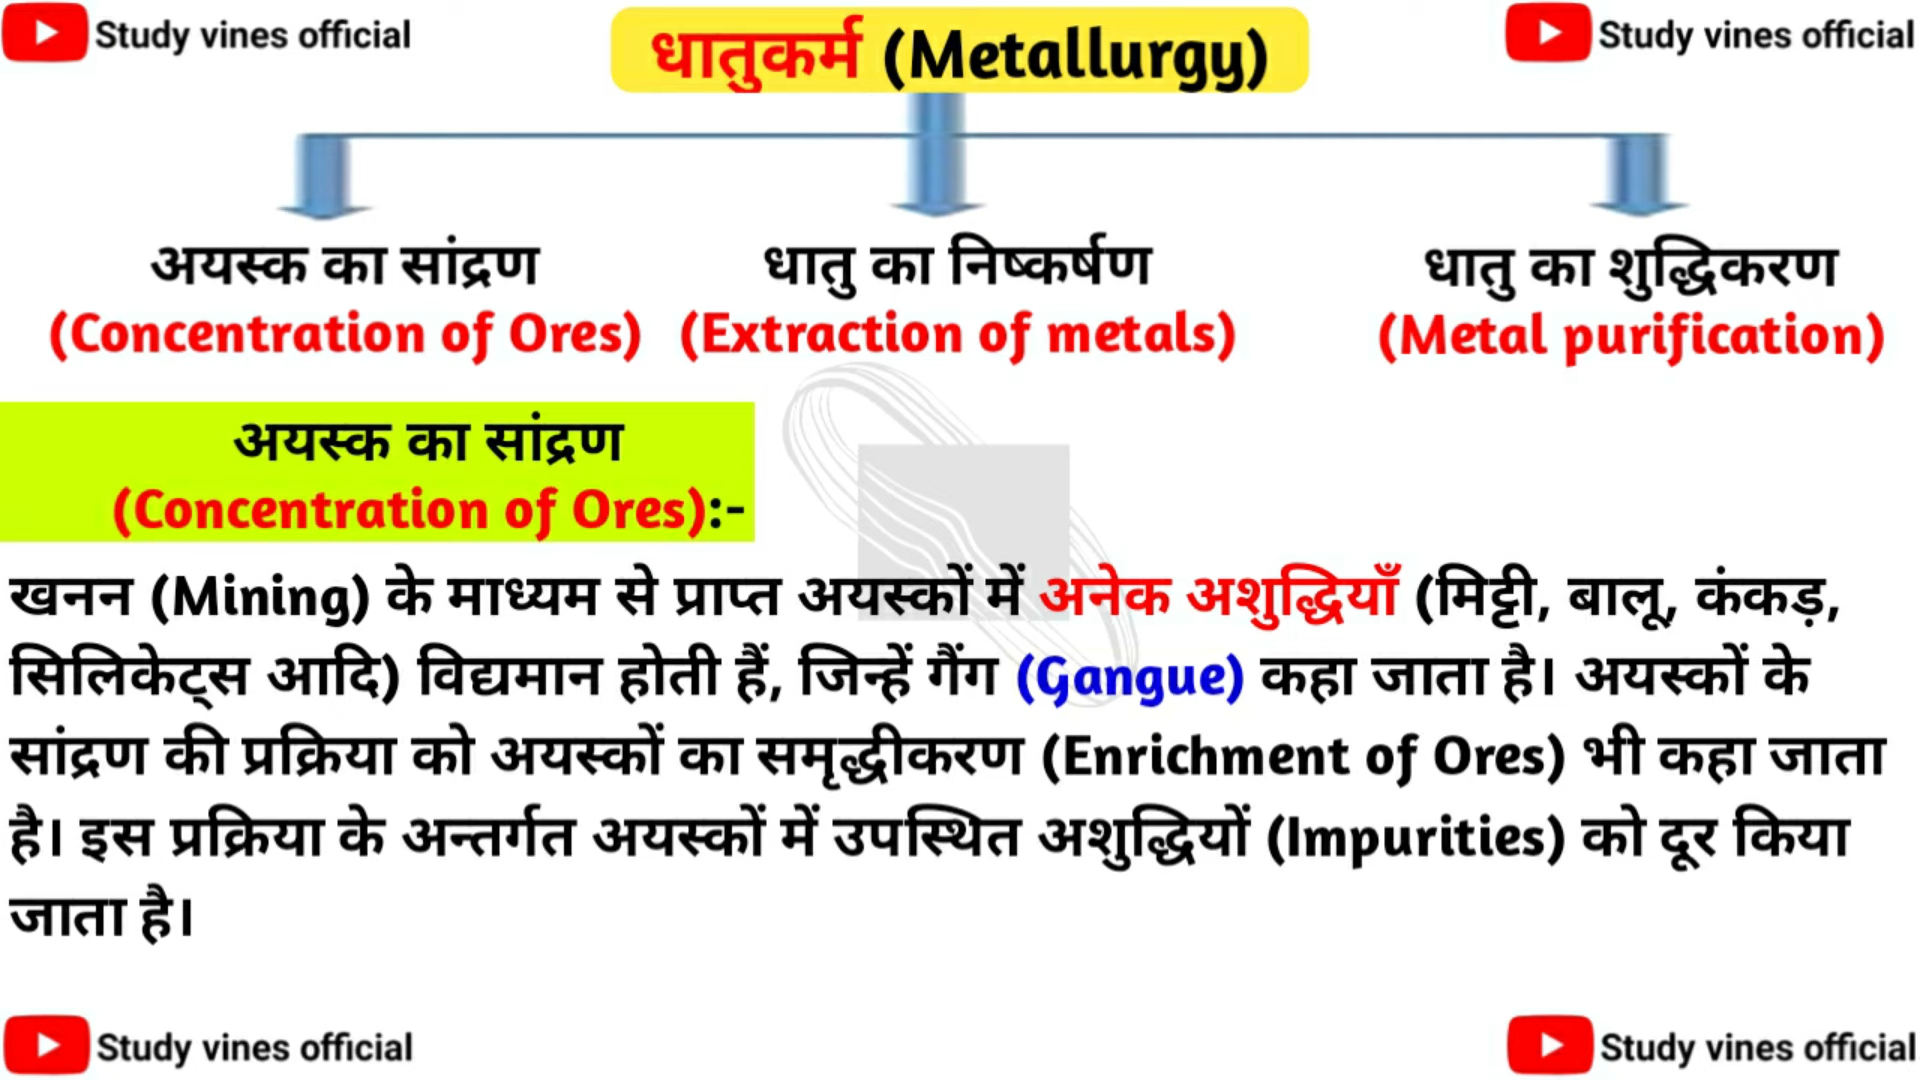 Study vines official
धातुकर्म (Metallurgy)
Study vines official
अयस्क का सांद्रण
(Concentration of Ores)
धातु का निष्कर्षण
(Extraction of metals)
धातु का शुद्धिकरण
(Metal purification)
अयस्क का सांद्रण
(Concentration of Ores):-
खनन (Mining) के माध्यम से प्राप्त अयस्कों में अनेक अशुद्धियाँ (मिट्टी, बालू, कंकड़,
सिलिकेट्स आदि) विद्यमान होती हैं, जिन्हें गैंग (Gangue) कहा जाता है। अयस्कों के
सांद्रण की प्रक्रिया को अयस्कों का समृद्धीकरण (Enrichment of Ores) भी कहा जाता
है। इस प्रक्रिया के अन्तर्गत अयस्कों में उपस्थित अशुद्धियों (Impurities) को दूर किया
जाता है।
Study vines official
Study vines official